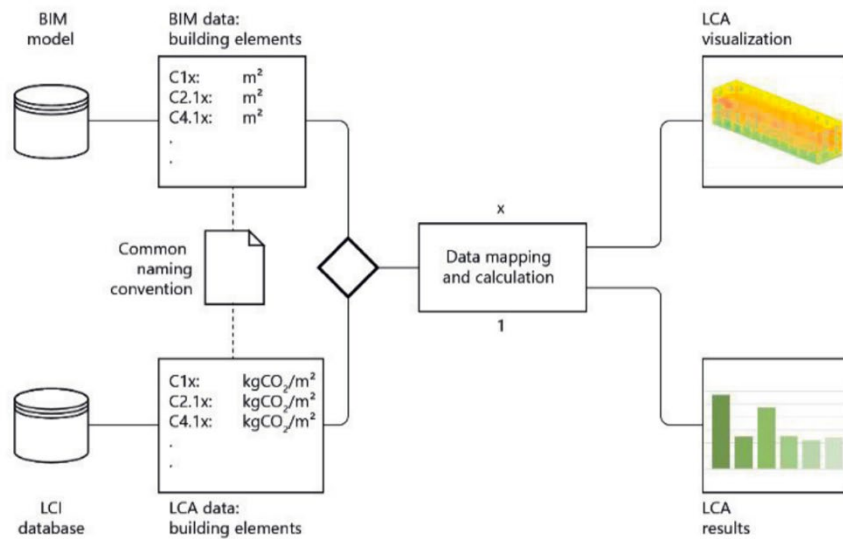 BIM
model
BIM data:
building elements
C1x: m²
C2.1x: m²
C4.1x: m²
.
.
LCA
visualization
Common
naming
convention
x
Data mapping
and calculation
1
C1x: kgCO₂/m²
C2.1x: kgCO₂/m²
C4.1x: kgCO₂/m²
.
.
LCI
database
LCA data:
building elements
LCA
results